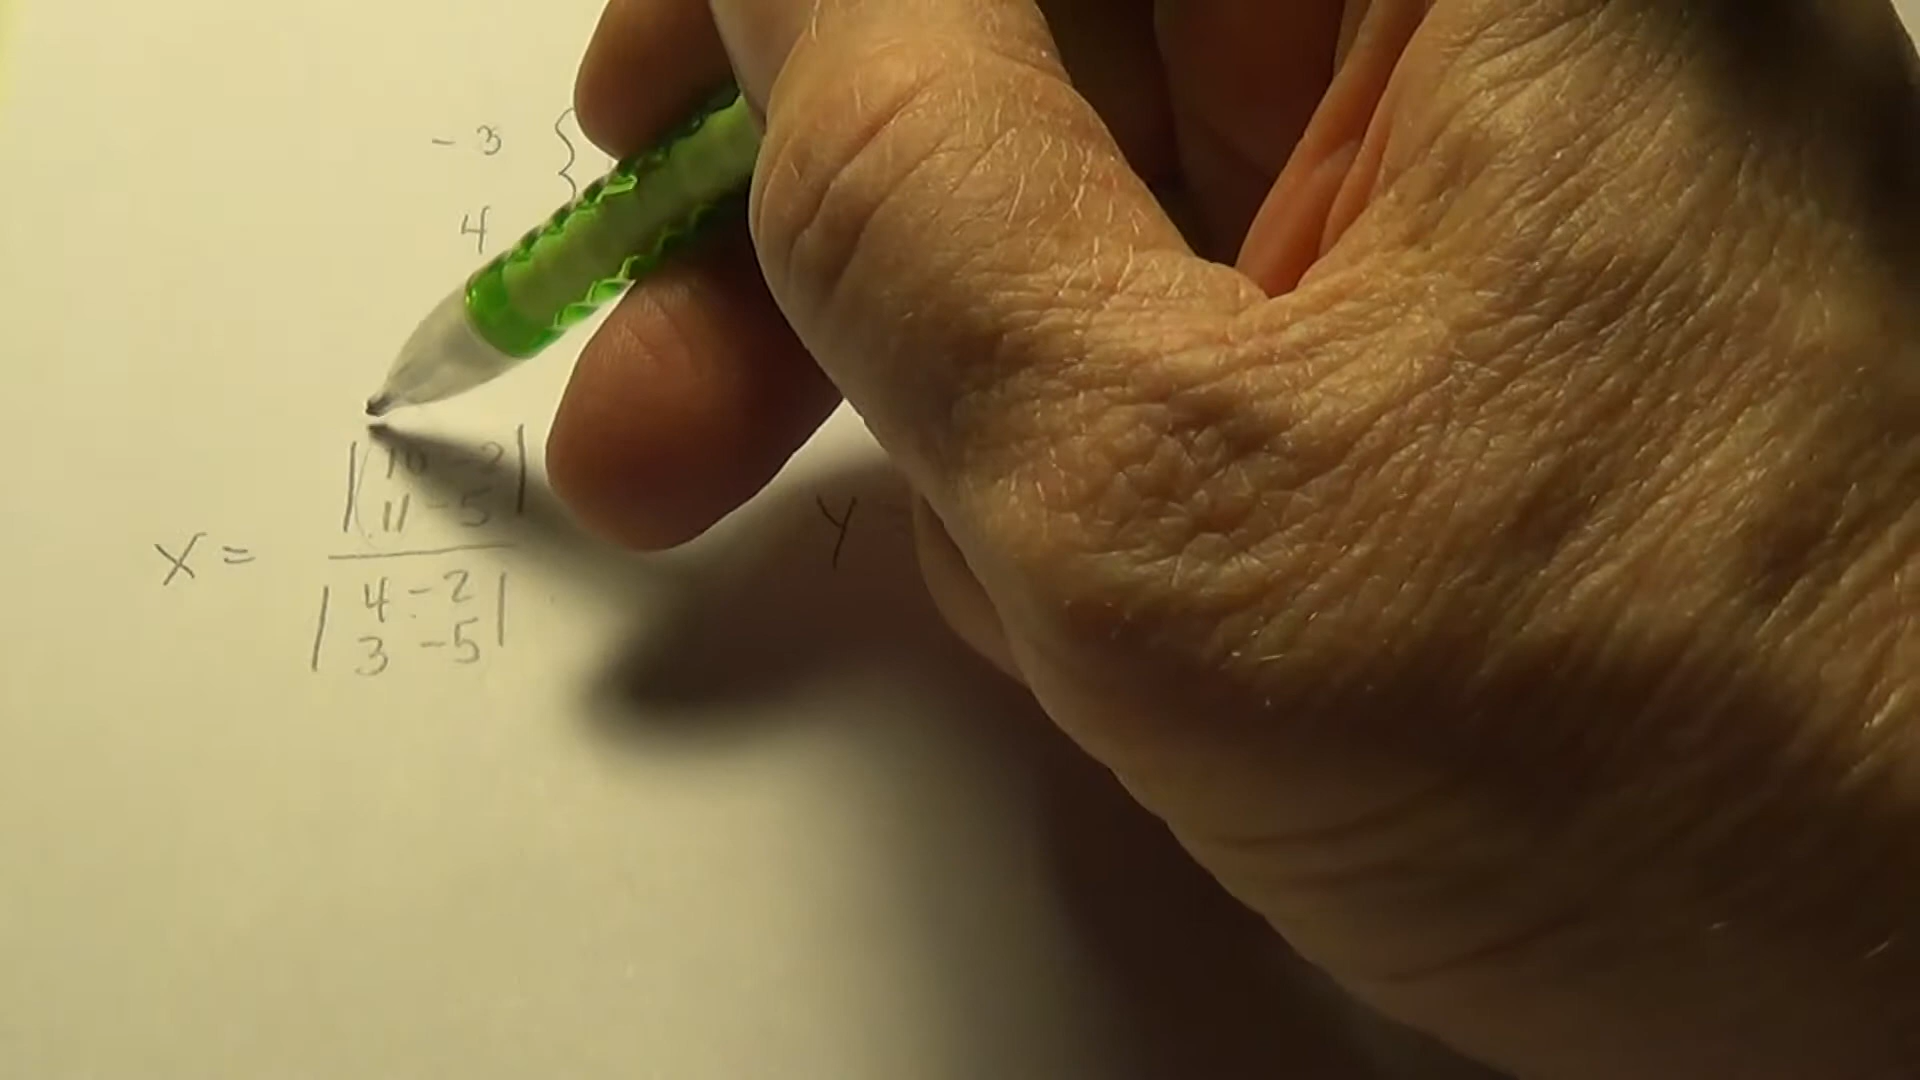 - 3 {
4
|10 -2|
|11 -5|
x = y
|4 -2|
|3 -5|